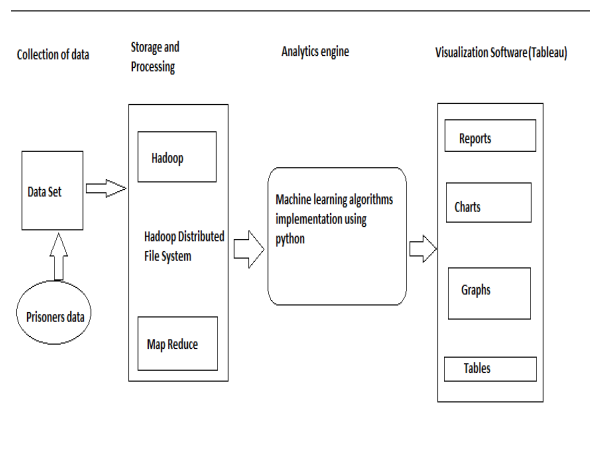 Collection of data
Storage and
Processing
Analytics engine
Visualization Software(Tableau)
Data Set
Prisoners data
Hadoop
Hadoop Distributed
File System
Map Reduce
Machine learning algorithms
implementation using
python
Reports
Charts
Graphs
Tables